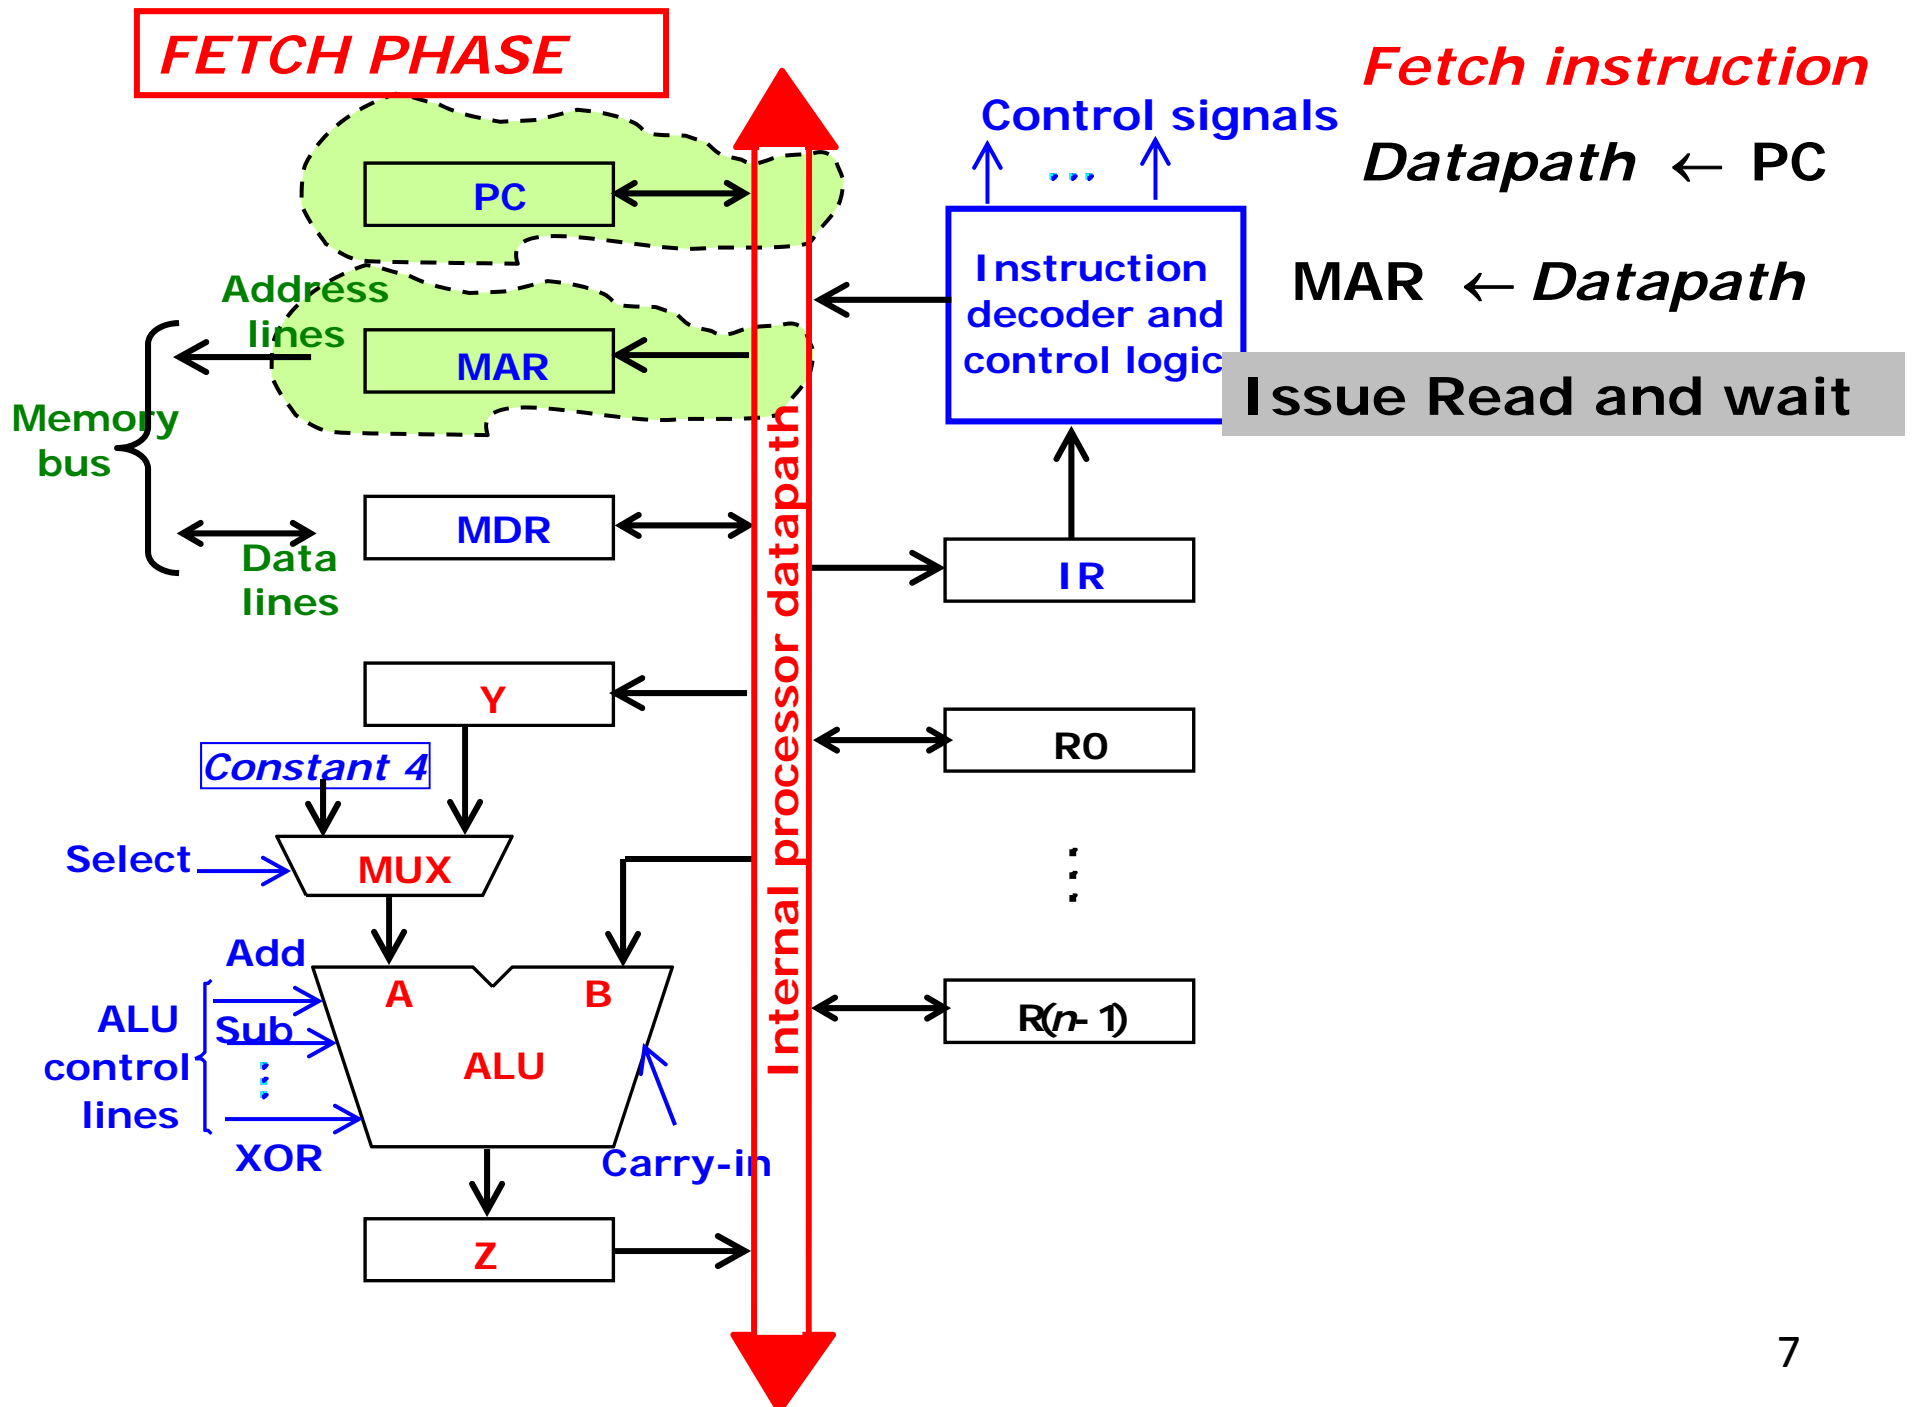 FETCH PHASE
Fetch instruction
Control signals
...
Datapath ← PC
PC
Instruction
decoder and
control logic
MAR ← Datapath
Address
lines
MAR
Issue Read and wait
Memory
bus
MDR
Data
lines
IR
Internal processor datapath
Y
R0
Constant 4
Select
MUX
Add
A
B
R(n-1)
ALU
control
lines
Sub
ALU
XOR
Carry-in
Z
7